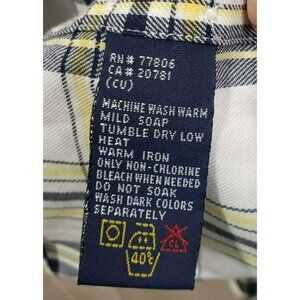 RN# 77806
CA# 20781
(CU)
MACHINE WASH WARM
MILD SOAP
TUMBLE DRY LOW
HEAT
WARM IRON
ONLY NON-CHLORINE
BLEACH WHEN NEEDED
DO NOT SOAK
WASH DARK COLORS
SEPARATELY
40°c
CL